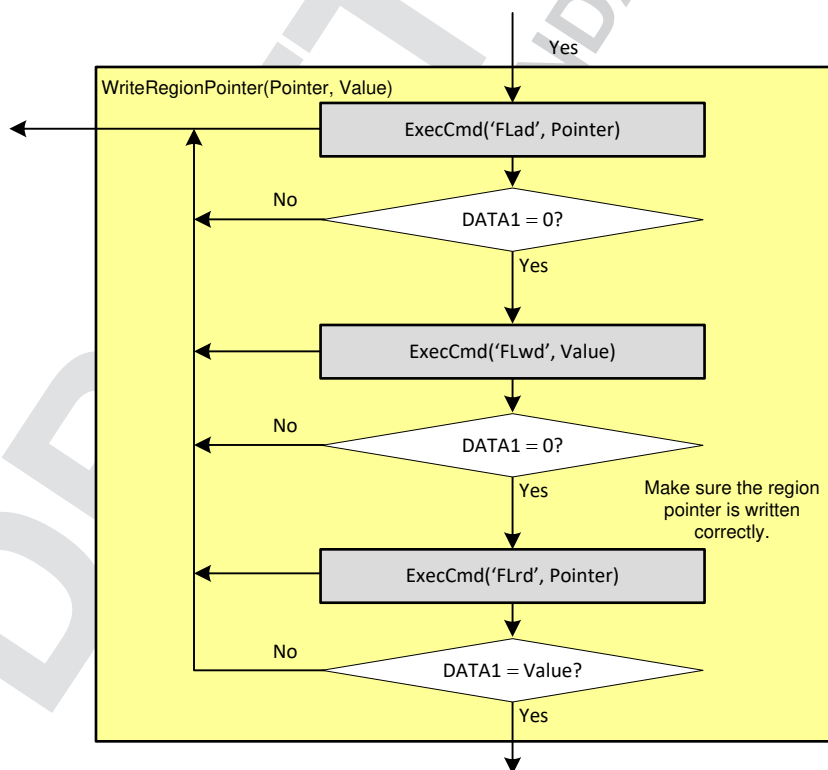 Yes
WriteRegionPointer(Pointer, Value)
ExecCmd(‘FLad’, Pointer)
No
DATA1 = 0?
Yes
ExecCmd(‘FLwd’, Value)
No
DATA1 = 0?
Yes
Make sure the region
pointer is written
correctly.
ExecCmd(‘FLrd’, Pointer)
No
DATA1 = Value?
Yes